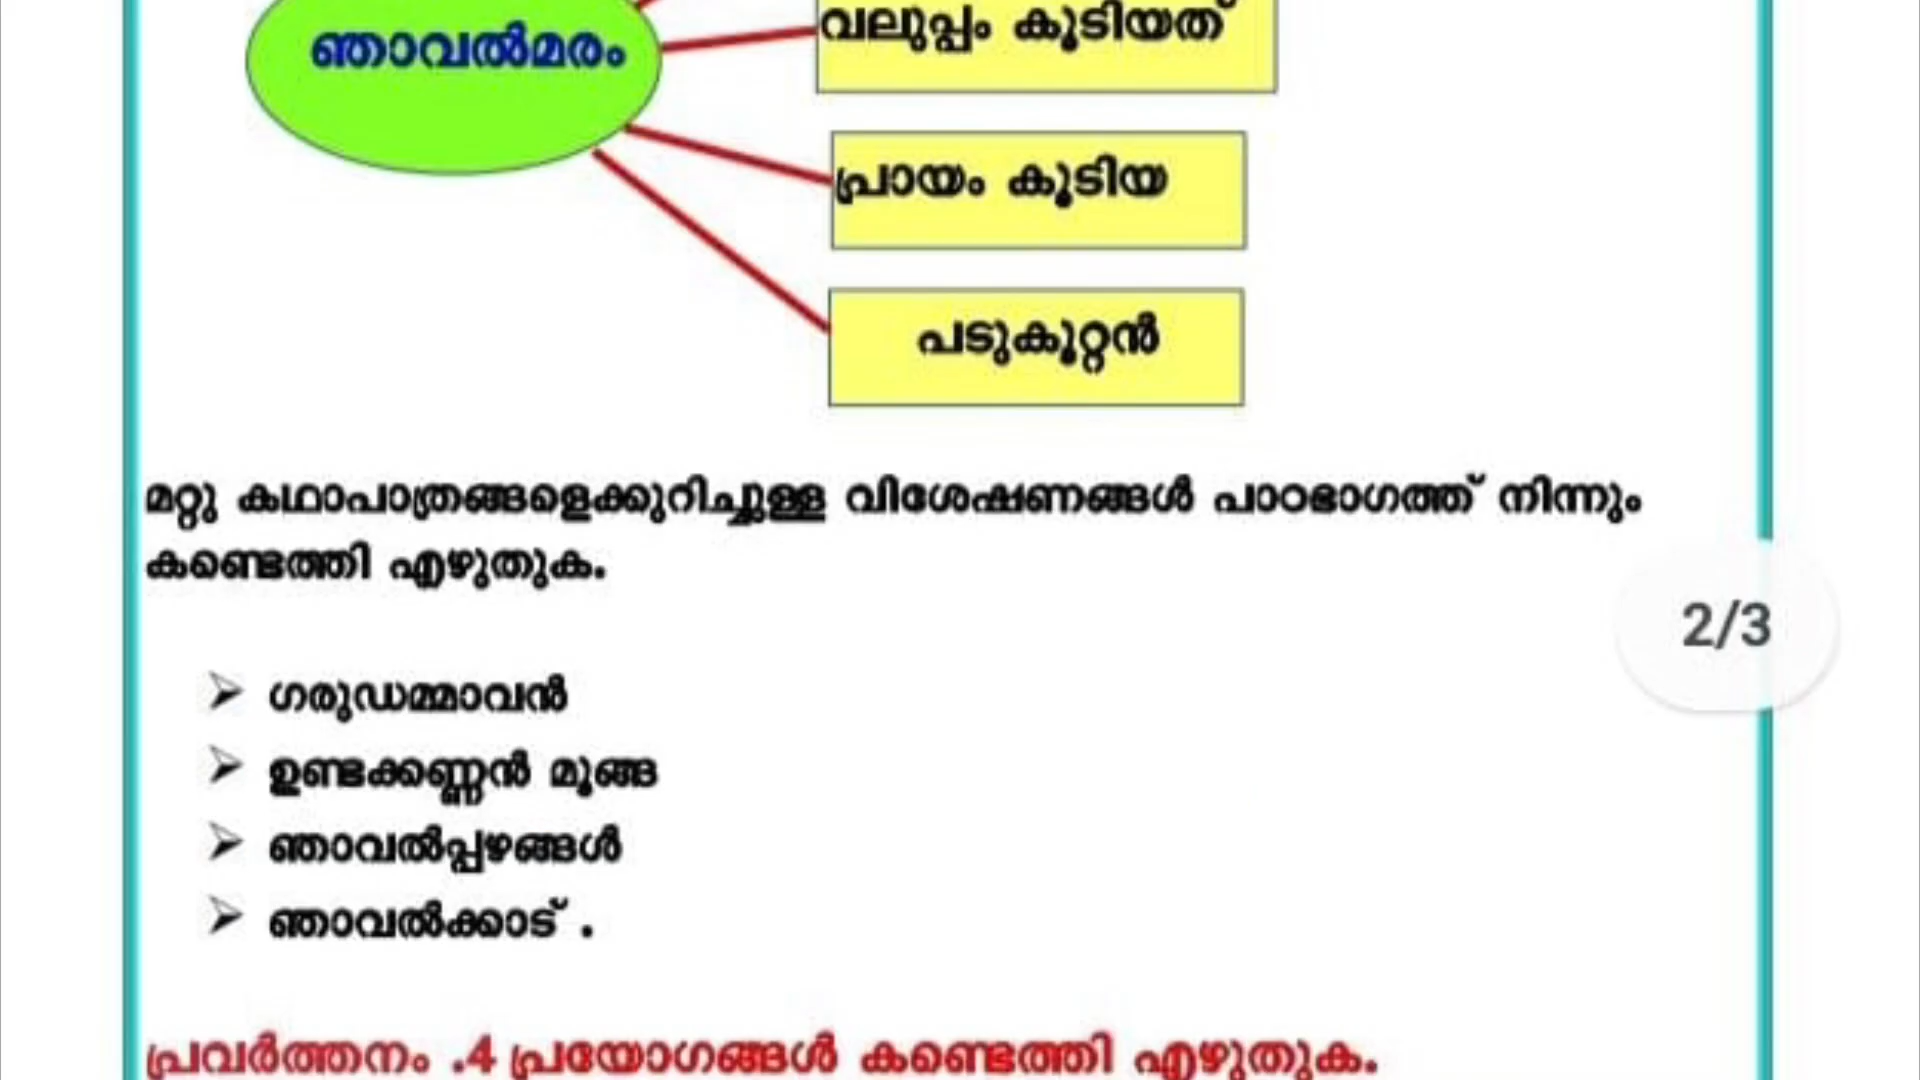 ഞാവൽമരം
വലുപ്പം കൂടിയത്
പ്രായം കൂടിയ
പടുകൂറ്റൻ
മറ്റു കഥാപാത്രങ്ങളെക്കുറിച്ചുള്ള വിശേഷണങ്ങൾ പാഠഭാഗത്ത് നിന്നും
കണ്ടെത്തി എഴുതുക.
2/3
➢ ഗരുഡമ്മാവൻ
➢ ഉണ്ടക്കണ്ണൻ മൂങ്ങ
➢ ഞാവൽപ്പഴങ്ങൾ
➢ ഞാവൽക്കാട് .
പ്രവർത്തനം .4 പ്രയോഗങ്ങൾ കണ്ടെത്തി എഴുതുക.